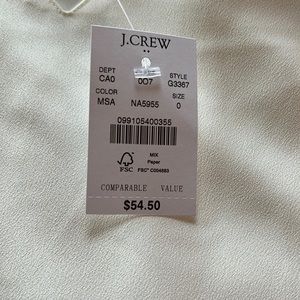 J.CREW
DEPT STYLE
CA0 007 G3367
COLOR SIZE
MSA NA5955 0
099105400355
FSC
MIX
Paper
FSC® C004883
COMPARABLE VALUE
$54.50